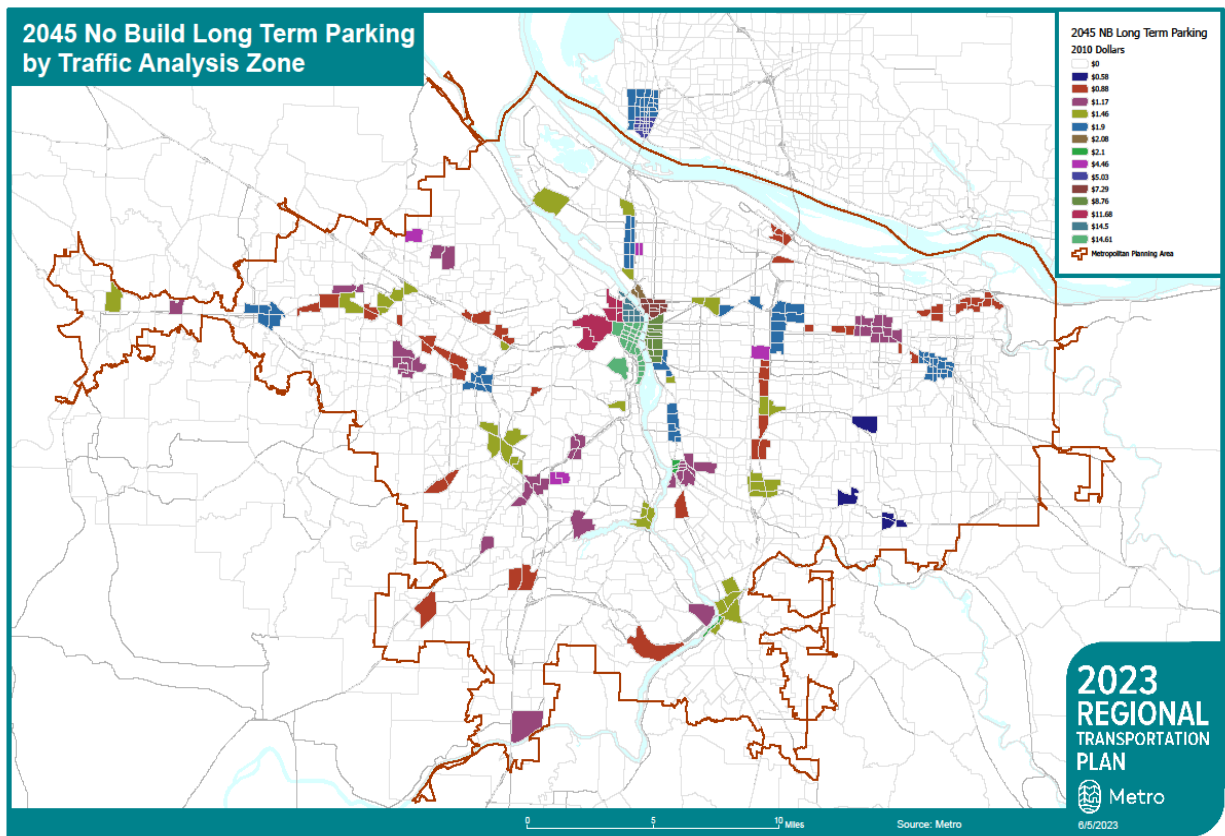 2045 No Build Long Term Parking
by Traffic Analysis Zone
2045 NB Long Term Parking
2010 Dollars
$0
$0.58
$0.88
$1.17
$1.46
$1.9
$2.08
$2.1
$4.46
$5.03
$7.29
$8.76
$11.68
$14.5
$14.61
Metropolitan Planning Area
2023
REGIONAL
TRANSPORTATION
PLAN
Metro
0 5 10
Miles
Source: Metro
6/5/2023